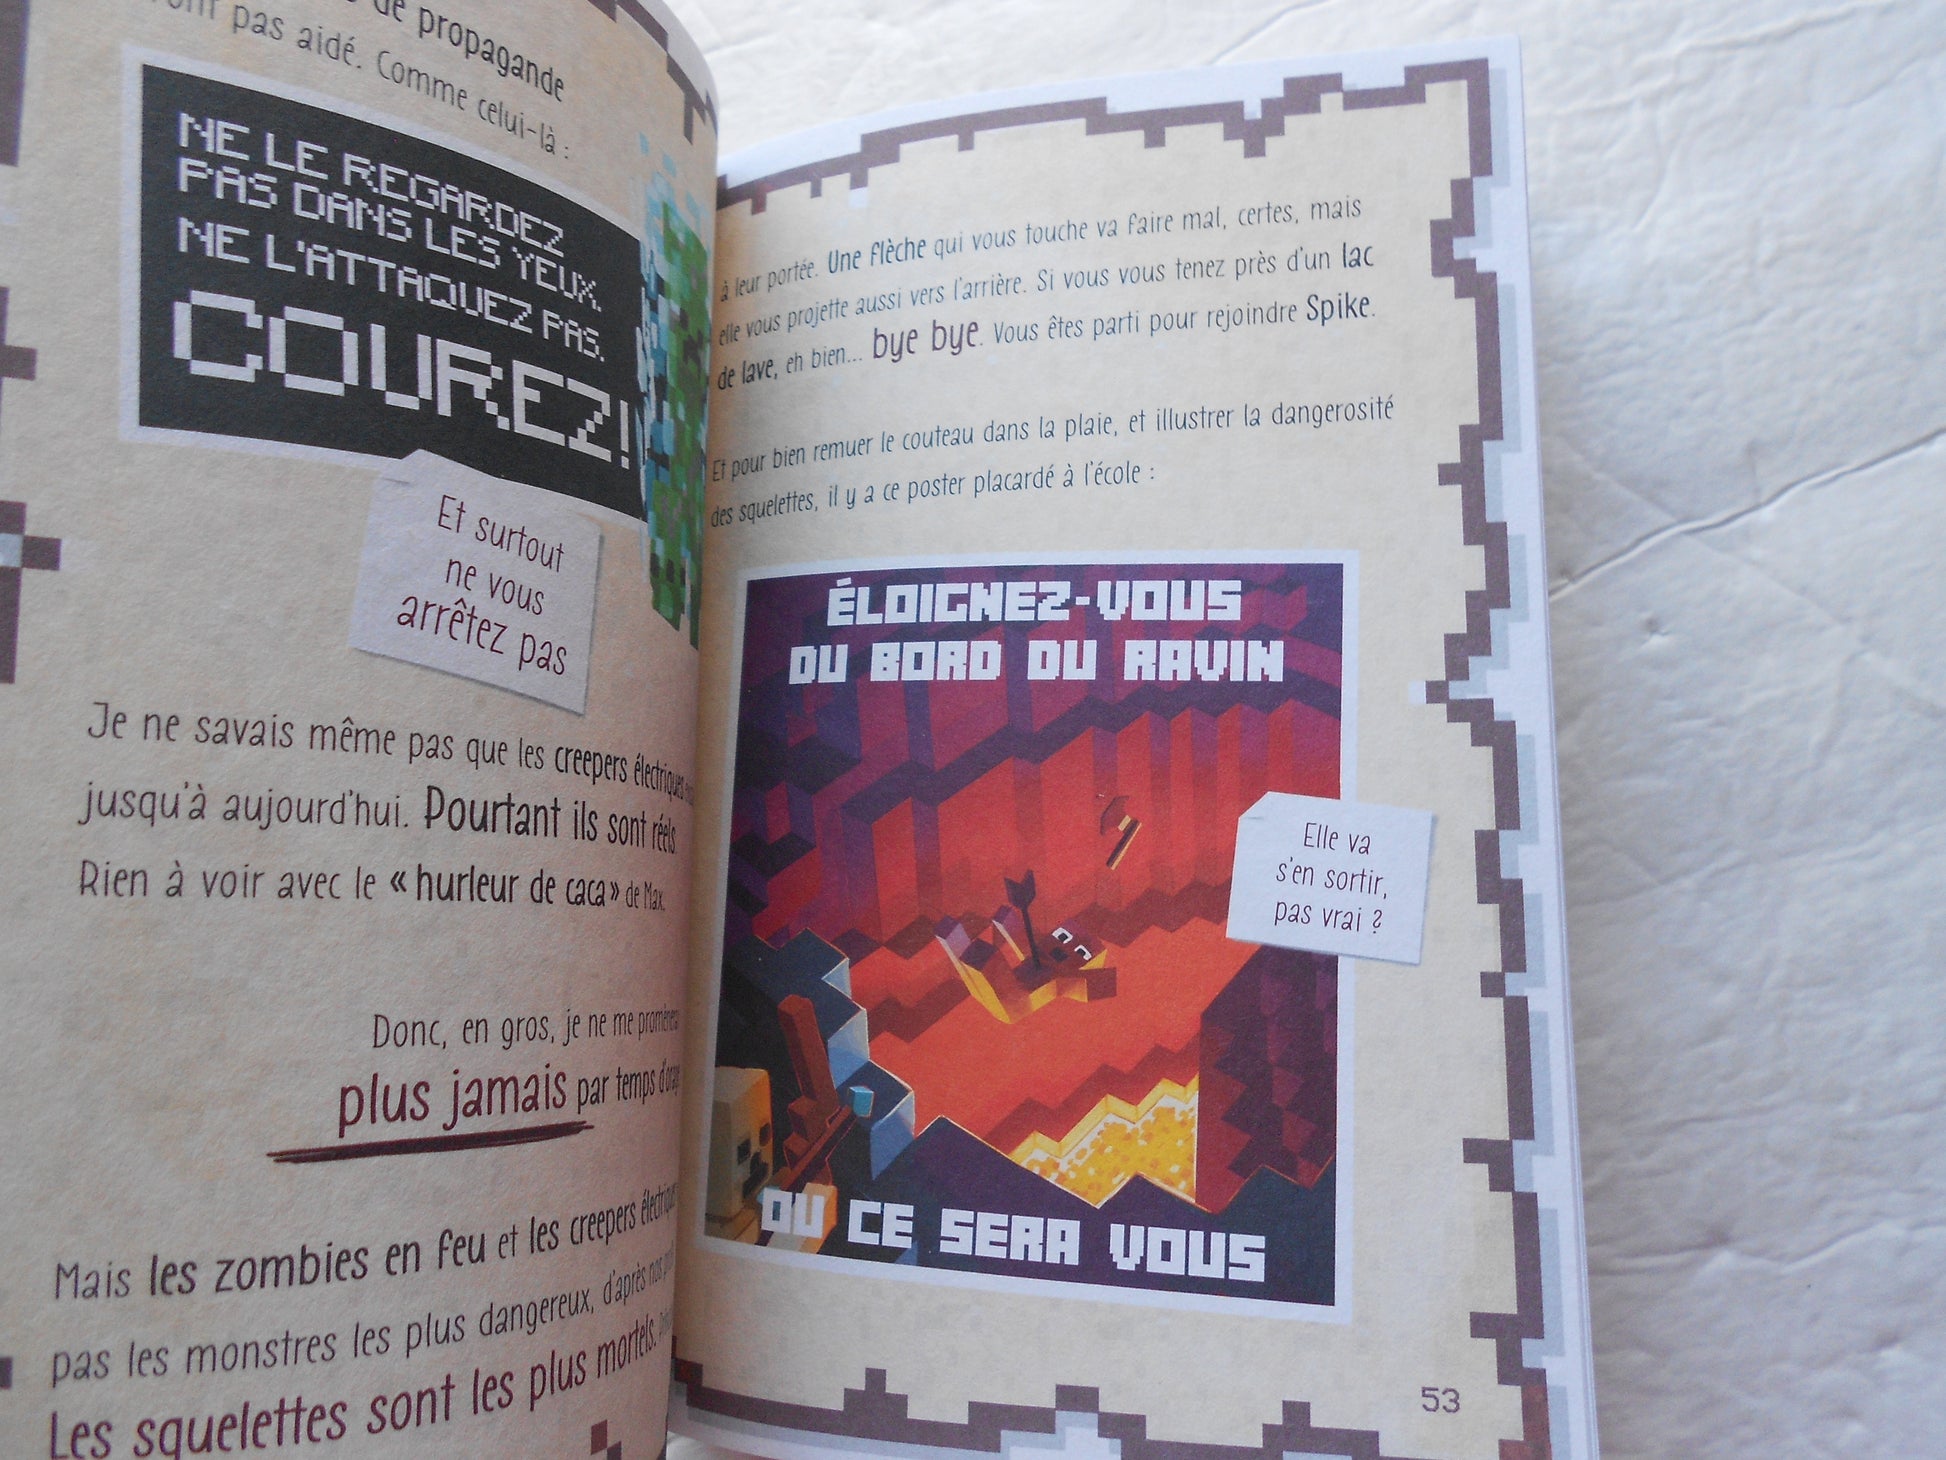 de propagande
pas aidé. Comme celui-là :
NE LE REGARDEZ
PAS DANS LES YEUX.
NE L'ATTAQUEZ PAS.
COUREZ!
Et surtout
ne vous
arrêtez pas
Je ne savais même pas que les creepers électriques
jusqu'à aujourd'hui. Pourtant ils sont réels
Rien à voir avec le « hurleur de caca » de Max.
Donc, en gros, je ne me
plus jamais par temps
Mais les zombies en feu et les creepers
pas les monstres les plus dangereux, d'après nos
Les squelettes sont les plus mortels.
à leur portée. Une flèche qui vous touche va faire mal, certes, mais
elle vous projette aussi vers l'arrière. Si vous vous tenez près d'un lac
de lave, eh bien... bye bye. Vous êtes parti pour rejoindre Spike.
Et pour bien remuer le couteau dans la plaie, et illustrer la dangerosité
des squelettes, il y a ce poster placardé à l'école :
ÉLOIGNEZ-VOUS
DU BORD DU RAVIN
Elle va
s'en sortir,
pas vrai ?
OU CE SERA VOUS
53